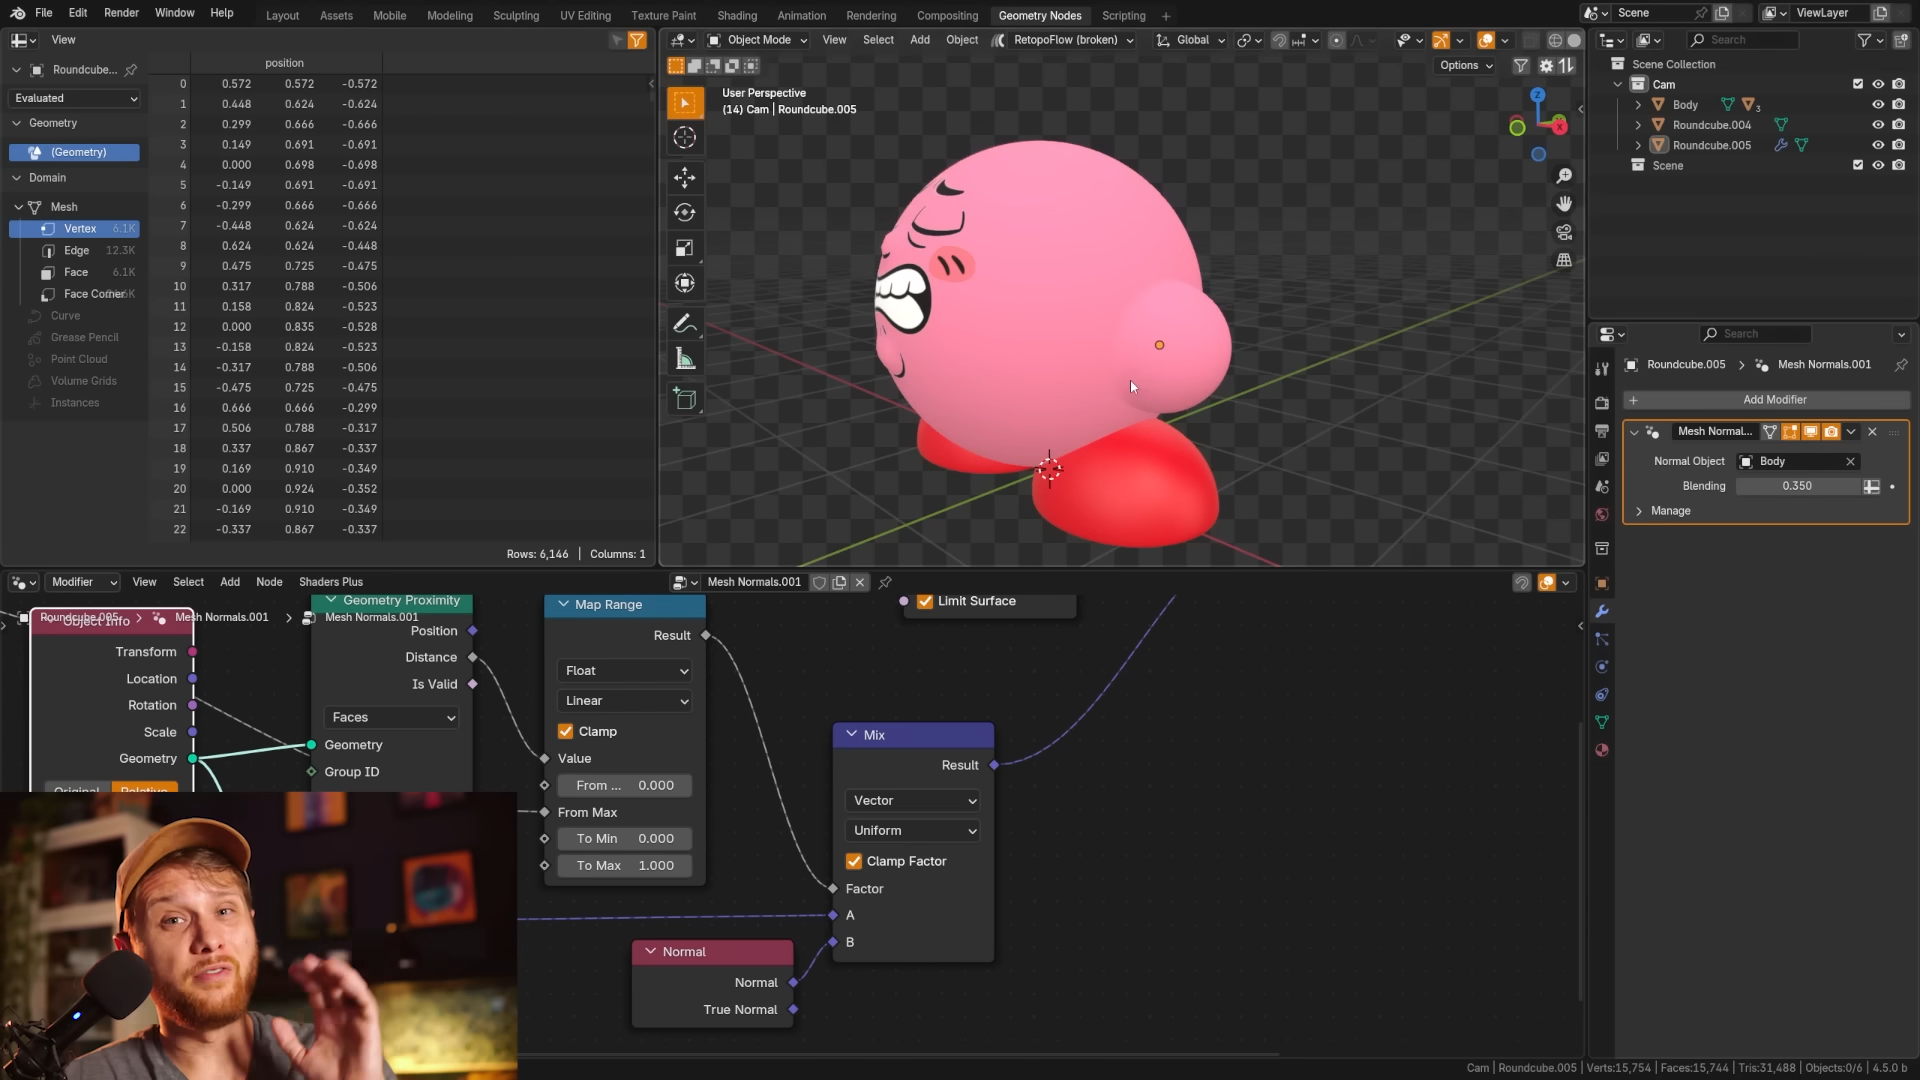 File Edit Render Window Help Layout Assets Mobile Modeling Sculpting UV Editing Texture Paint Shading Animation Rendering Compositing Geometry Nodes Scripting + Scene ViewLayer
View
Object Mode View Select Add Object RetopoFlow (broken) Global
Search
Options
Roundcube...
Evaluated
Geometry
(Geometry)
Domain
Mesh
Vertex 6.1K
Edge 12.3K
Face 6.1K
Face Corner
Curve
Grease Pencil
Point Cloud
Volume Grids
Instances
position
0 0.572 0.572 -0.572
1 0.448 0.624 -0.624
2 0.299 0.666 -0.666
3 0.149 0.691 -0.691
4 0.000 0.698 -0.698
5 -0.149 0.691 -0.691
6 -0.299 0.666 -0.666
7 -0.448 0.624 -0.624
8 0.624 0.624 -0.448
9 0.475 0.725 -0.475
10 0.317 0.788 -0.506
11 0.158 0.824 -0.523
12 0.000 0.835 -0.528
13 -0.158 0.824 -0.523
14 -0.317 0.788 -0.506
15 -0.475 0.725 -0.475
16 0.666 0.666 -0.299
17 0.506 0.788 -0.317
18 0.337 0.867 -0.337
19 0.169 0.910 -0.349
20 0.000 0.924 -0.352
21 -0.169 0.910 -0.349
22 -0.337 0.867 -0.337
Rows: 6,146 | Columns: 1
User Perspective
(14) Cam | Roundcube.005
Z
X
Scene Collection
Cam
Body 3
Roundcube.004
Roundcube.005
Scene
Search
Roundcube.005 > Mesh Normals.001
+ Add Modifier
Mesh Normal...
Normal Object Body
Blending 0.350
Manage
Modifier View Select Add Node Shaders Plus Mesh Normals.001
Roundcube.005 > Mesh Normals.001 > Mesh Normals.001
Object Info
Transform
Location
Rotation
Scale
Geometry
Original Relative
Geometry Proximity
Position
Distance
Is Valid
Faces
Geometry
Group ID
Map Range
Result
Float
Linear
Clamp
Value
From ... 0.000
From Max
To Min 0.000
To Max 1.000
Limit Surface
Mix
Result
Vector
Uniform
Clamp Factor
Factor
A
B
Normal
Normal
True Normal
Cam | Roundcube.005 | Verts:15,754 | Faces:15,744 | Tris:31,488 | Objects:0/6 | 4.5.0 b